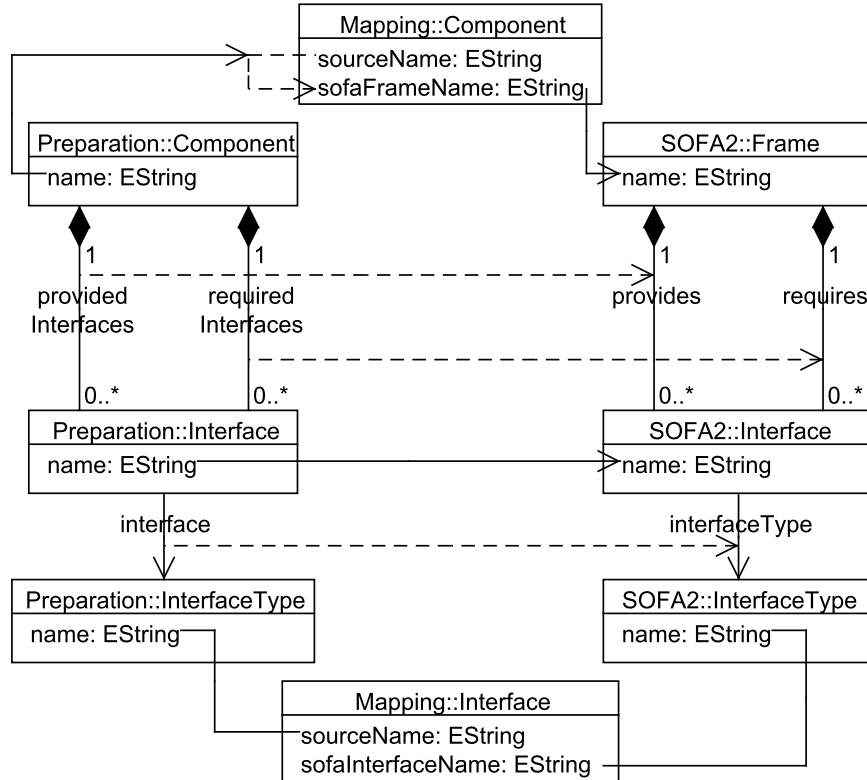 Mapping::Component
sourceName: EString
sofaFrameName: EString
Preparation::Component
name: EString
SOFA2::Frame
name: EString
1
1
1
1
provided
Interfaces
required
Interfaces
provides
requires
0..*
0..*
0..*
0..*
Preparation::Interface
name: EString
SOFA2::Interface
name: EString
interface
interfaceType
Preparation::InterfaceType
name: EString
SOFA2::InterfaceType
name: EString
Mapping::Interface
sourceName: EString
sofaInterfaceName: EString